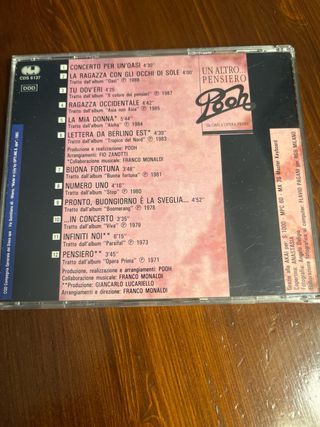 CDS 6137
DDD
UN ALTRO...
PENSIERO
Pooh
1 CONCERTO PER UN'OASI 4'30"
Tratto dall'album "Oasi" ℗ 1988
2 LA RAGAZZA CON GLI OCCHI DI SOLE 4'00"
Tratto dall'album "Il colore dei pensieri" ℗ 1987
3 TU DOV'ERI 4'25
4 RAGAZZA OCCIDENTALE 4'42"
Tratto dall'album "Asia non Asia" ℗ 1985
5 LA MIA DONNA* 5'44"
Tratto dall'album "Aloha" ℗ 1984
6 LETTERA DA BERLINO EST* 4'39"
Tratto dall'album "Tropico del Nord" ℗ 1983
Produzione e realizzazione: POOH
Arrangiamento: FIO ZANOTTI
*Collaborazione musicale: FRANCO MONALDI
7 BUONA FORTUNA 3'48"
Tratto dall'album "Buona fortuna" ℗ 1981
8 NUMERO UNO 4'16"
Tratto dall'album "Stop" ℗ 1980
9 PRONTO, BUONGIORNO È LA SVEGLIA... 3'52"
Tratto dall'album "Boomerang" ℗ 1978
10 ...IN CONCERTO 3'35"
Tratto dall'album "Viva" ℗ 1979
11 INFINITI NOI** 6'15"
Tratto dall'album "Parsifal" ℗ 1973
12 PENSIERO** 3'45"
Tratto dall'album "Opera Prima" ℗ 1971
Produzione, realizzazione e arrangiamenti: POOH
Collaborazione musicale: FRANCO MONALDI
**Produzione: GIANCARLO LUCARIELLO
Arrangiamenti e direzione: FRANCO MONALDI